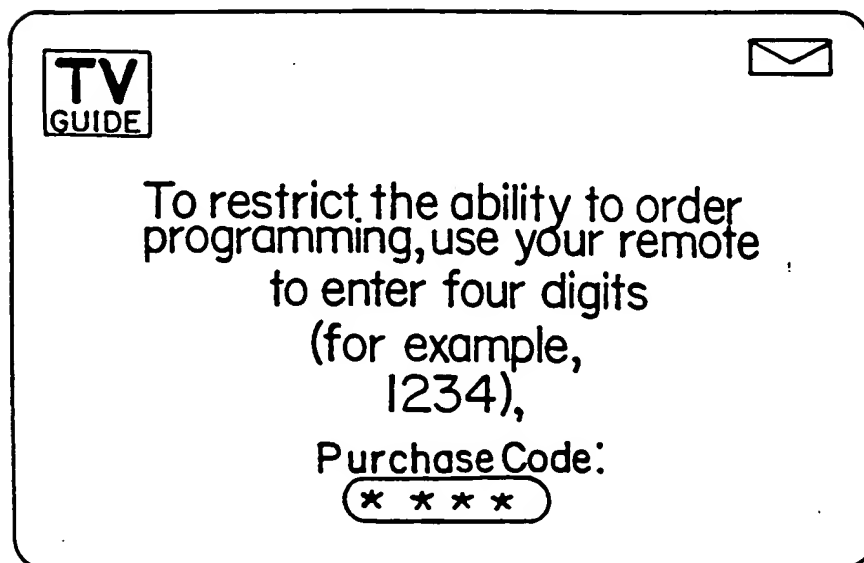 TV
GUIDE
To restrict the ability to order
programming, use your remote
to enter four digits
(for example,
1234),
Purchase Code:
* * * *